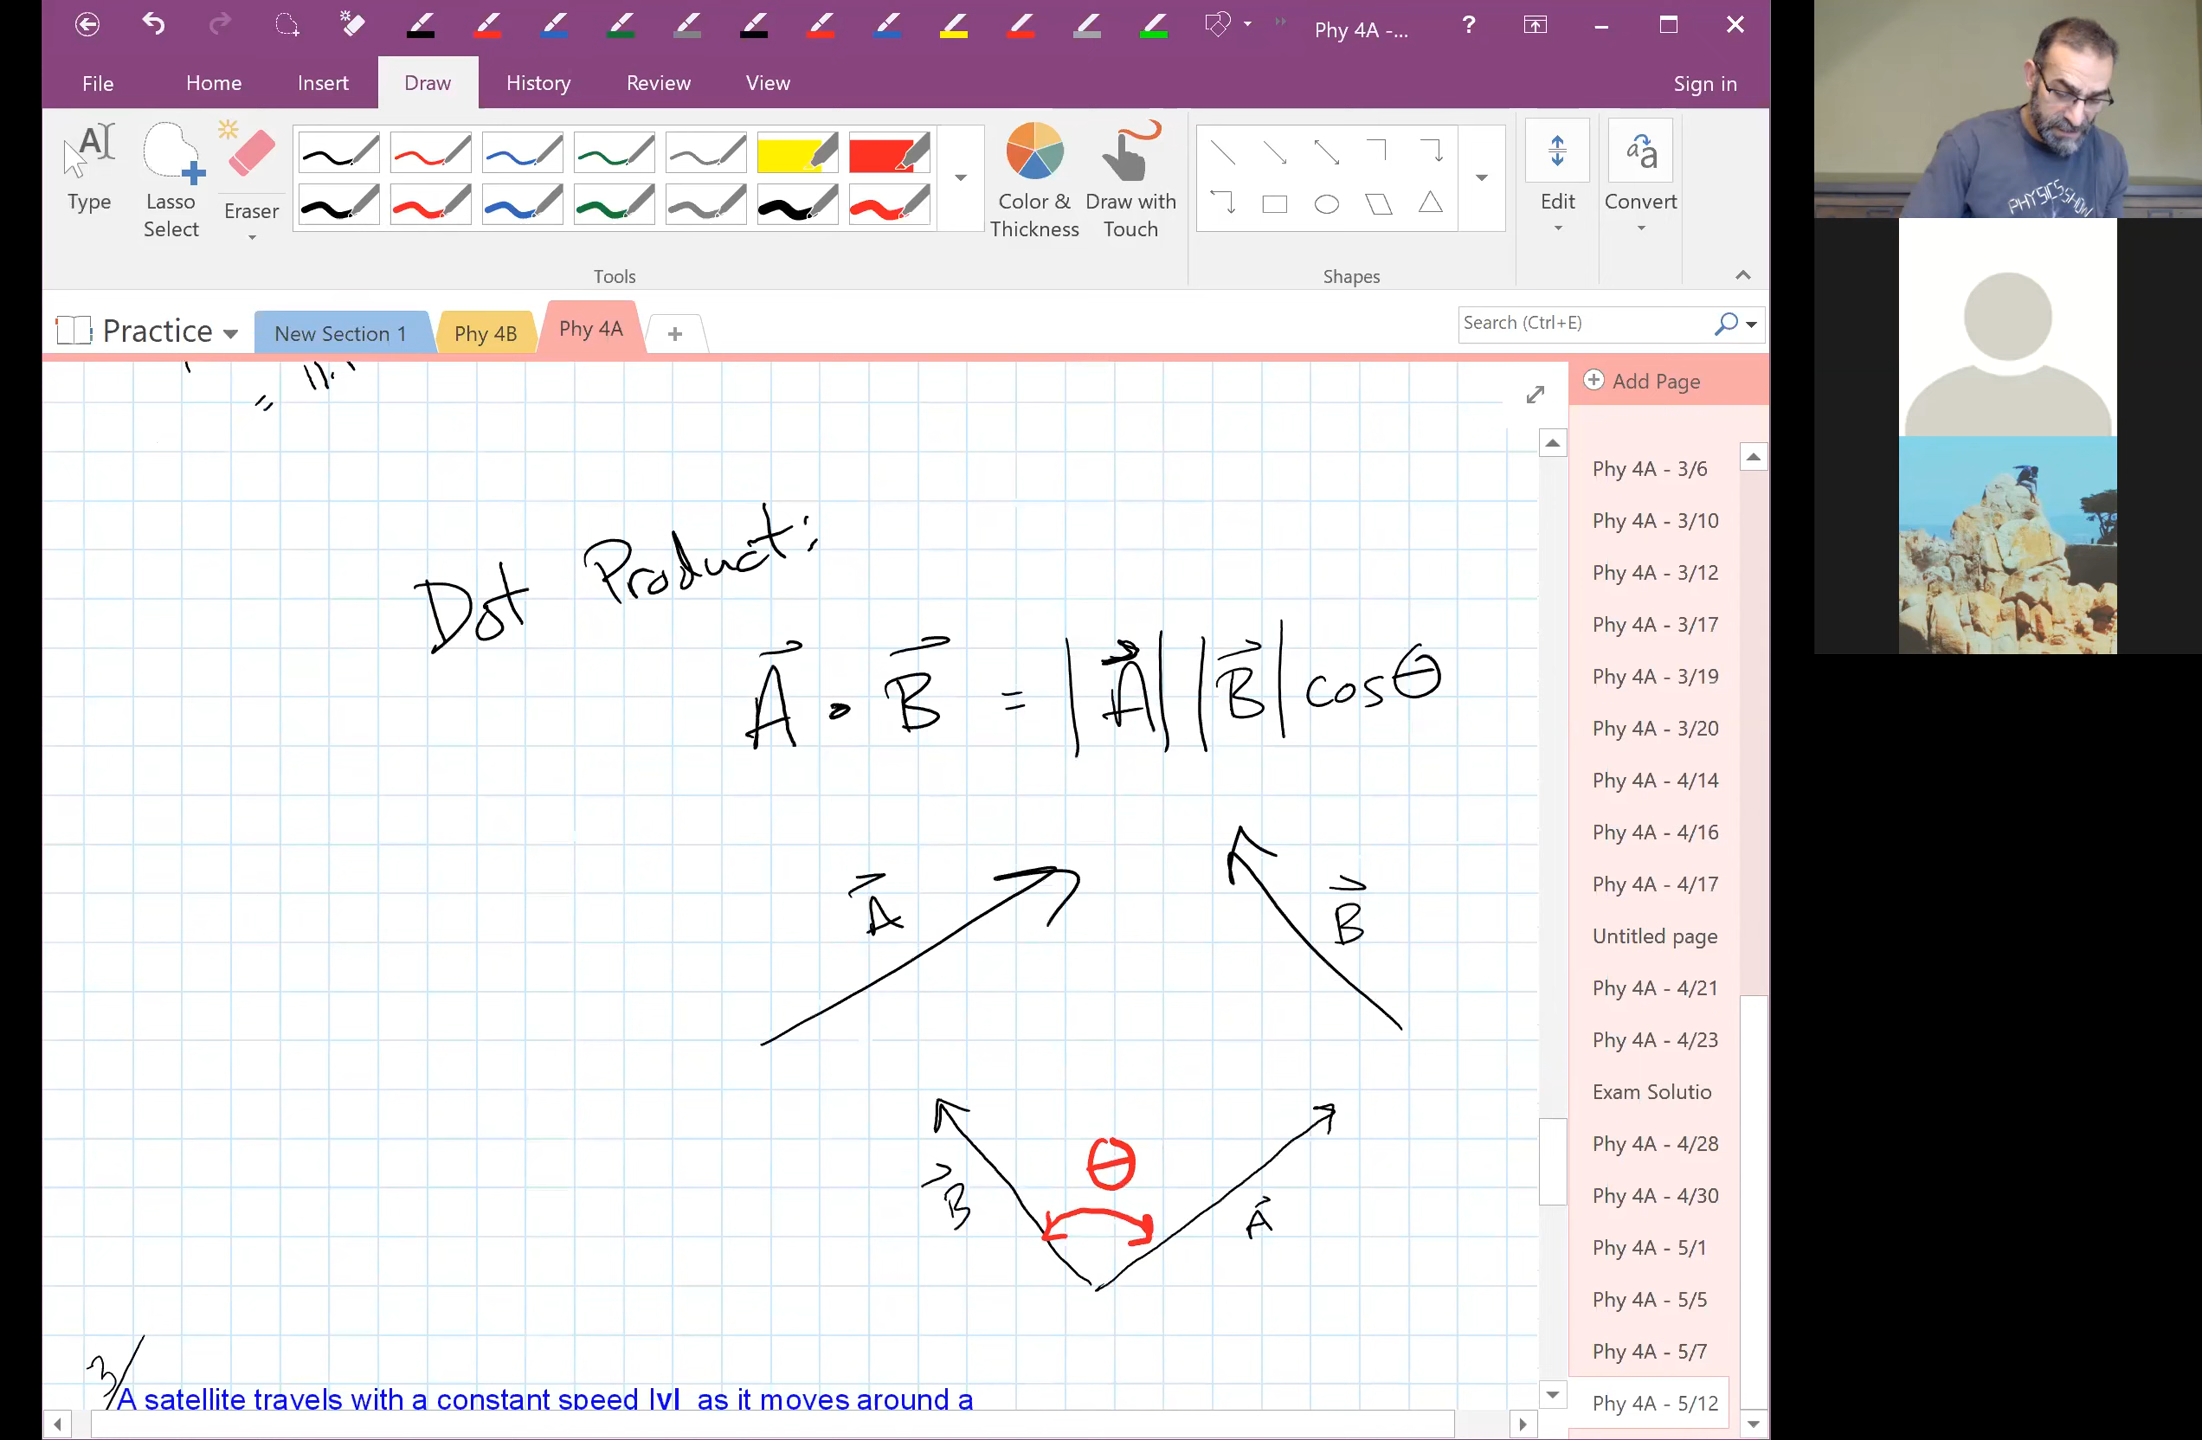 Phy 4A -...
?
File Home Insert Draw History Review View Sign in
Type
Lasso Select
Eraser
Color & Thickness
Draw with Touch
Edit
Convert
Tools
Shapes
Practice New Section 1 Phy 4B Phy 4A +
Search (Ctrl+E)
Add Page
Phy 4A - 3/6
Phy 4A - 3/10
Phy 4A - 3/12
Phy 4A - 3/17
Phy 4A - 3/19
Phy 4A - 3/20
Phy 4A - 4/14
Phy 4A - 4/16
Phy 4A - 4/17
Untitled page
Phy 4A - 4/21
Phy 4A - 4/23
Exam Solutio
Phy 4A - 4/28
Phy 4A - 4/30
Phy 4A - 5/1
Phy 4A - 5/5
Phy 4A - 5/7
Phy 4A - 5/12
Dot Product:
A⃗ • B⃗ = |A⃗| |B⃗| cosθ
A⃗
B⃗
θ
B⃗
A⃗
3/
A satellite travels with a constant speed |v| as it moves around a
PHYSICS SHOW